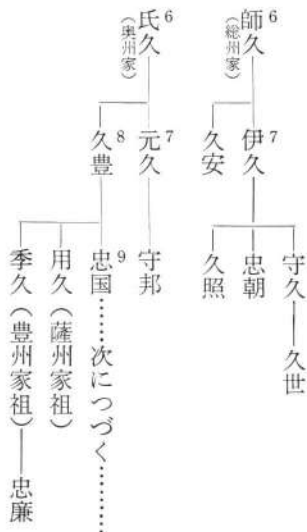 師久⁶
（総州家）
伊久⁷
久安
守久
久世
忠朝
久照
氏久⁶
（奥州家）
元久⁷
守邦
久豊⁸
忠国⁹……次につづく………
用久（薩州家祖）
季久（豊州家祖）
忠廉